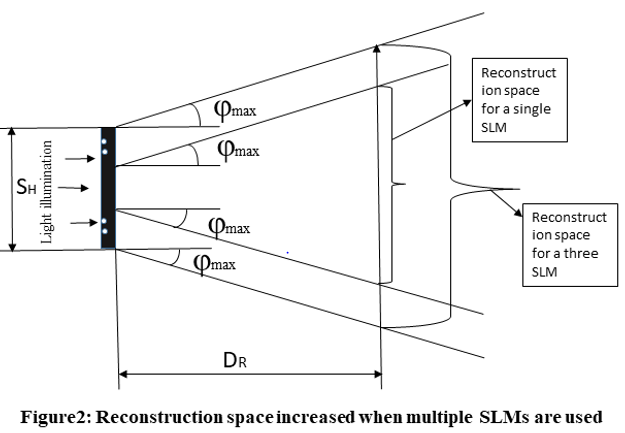 φmax
φmax
Reconstruct
ion space
for a single
SLM
SH
Light illumination
φmax
φmax
Reconstruct
ion space
for a three
SLM
DR
Figure2: Reconstruction space increased when multiple SLMs are used